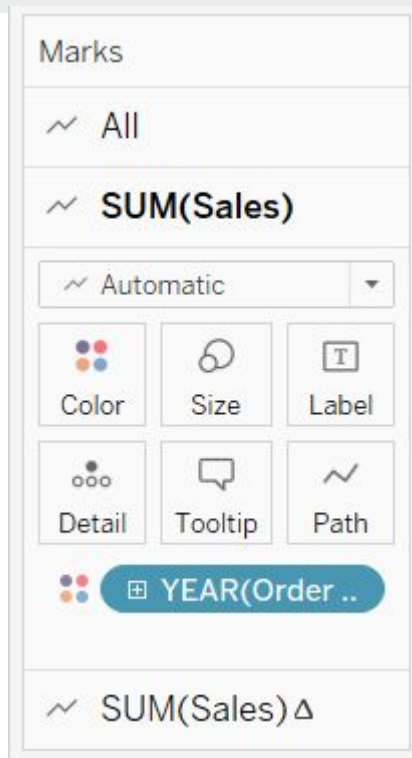 Marks
All
SUM(Sales)
Automatic
Color Size Label
Detail Tooltip Path
YEAR(Order ..
SUM(Sales) Δ